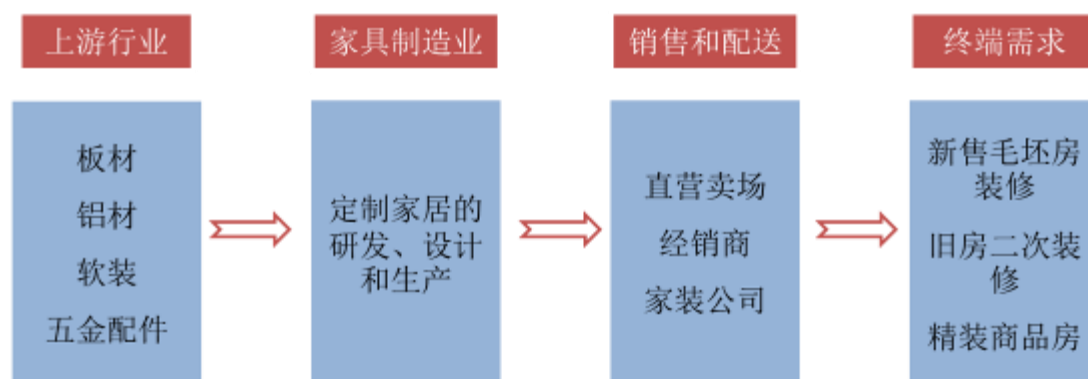 上游行业
家具制造业
销售和配送
终端需求
板材
铝材
软装
五金配件
定制家居的
研发、设计
和生产
直营卖场
经销商
家装公司
新售毛坯房
装修
旧房二次装
修
精装商品房